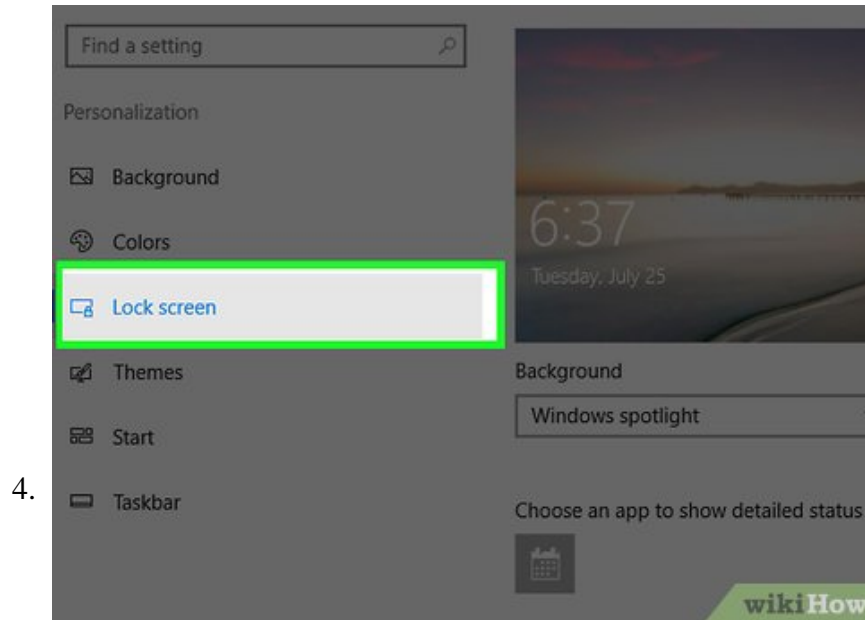 Find a setting
Personalization
Background
Colors
Lock screen
Themes
Start
Taskbar
4.
6:37
Tuesday, July 25
Background
Windows spotlight
Choose an app to show detailed status
wikiHow